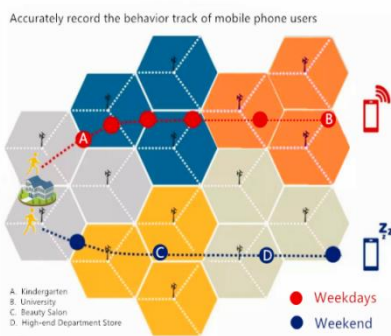 Accurately record the behavior track of mobile phone users
A
B
C
D
A. Kindergarten
B. University
C. Beauty Salon
D. High-end Department Store
Weekdays
Weekend